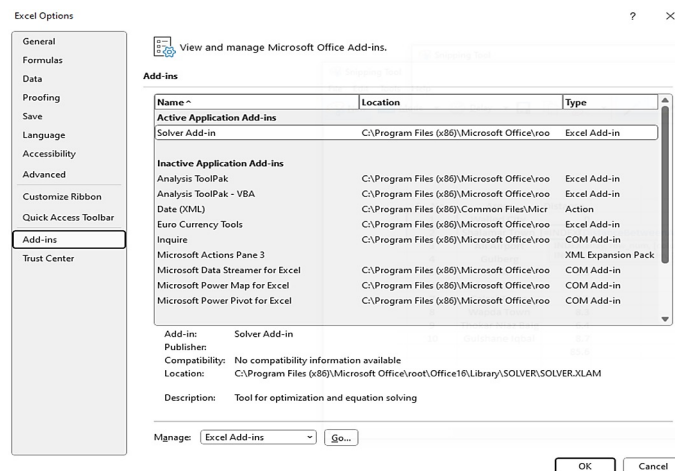 Excel Options
?
General
Formulas
Data
Proofing
Save
Language
Accessibility
Advanced
Customize Ribbon
Quick Access Toolbar
Add-ins
Trust Center
View and manage Microsoft Office Add-ins.
Add-ins
Name Location Type
Active Application Add-ins
Solver Add-in C:\Program Files (x86)\Microsoft Office\roo Excel Add-in
Inactive Application Add-ins
Analysis ToolPak C:\Program Files (x86)\Microsoft Office\roo Excel Add-in
Analysis ToolPak - VBA C:\Program Files (x86)\Microsoft Office\roo Excel Add-in
Date (XML) C:\Program Files (x86)\Common Files\Micr Action
Euro Currency Tools C:\Program Files (x86)\Microsoft Office\roo Excel Add-in
Inquire C:\Program Files (x86)\Microsoft Office\roo COM Add-in
Microsoft Actions Pane 3 XML Expansion Pack
Microsoft Data Streamer for Excel C:\Program Files (x86)\Microsoft Office\roo COM Add-in
Microsoft Power Map for Excel C:\Program Files (x86)\Microsoft Office\roo COM Add-in
Microsoft Power Pivot for Excel C:\Program Files (x86)\Microsoft Office\roo COM Add-in
Add-in: Solver Add-in
Publisher:
Compatibility: No compatibility information available
Location: C:\Program Files (x86)\Microsoft Office\root\Office16\Library\SOLVER\SOLVER.XLAM
Description: Tool for optimization and equation solving
Manage: Excel Add-ins Go...
OK Cancel